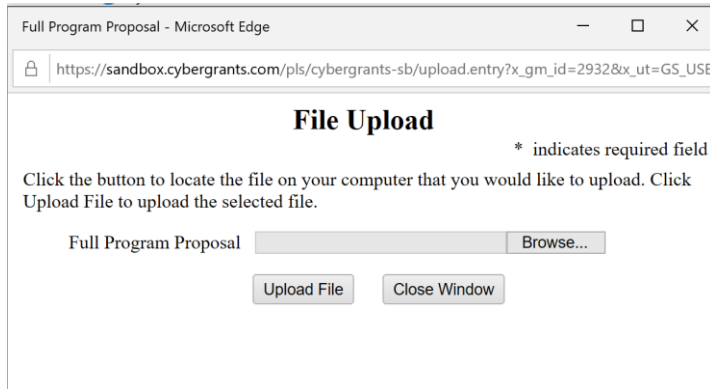 Full Program Proposal - Microsoft Edge
https://sandbox.cybergrants.com/pls/cybergrants-sb/upload.entry?x_gm_id=2932&x_ut=GS_USE
File Upload
* indicates required field
Click the button to locate the file on your computer that you would like to upload. Click
Upload File to upload the selected file.
Full Program Proposal Browse...
Upload File Close Window